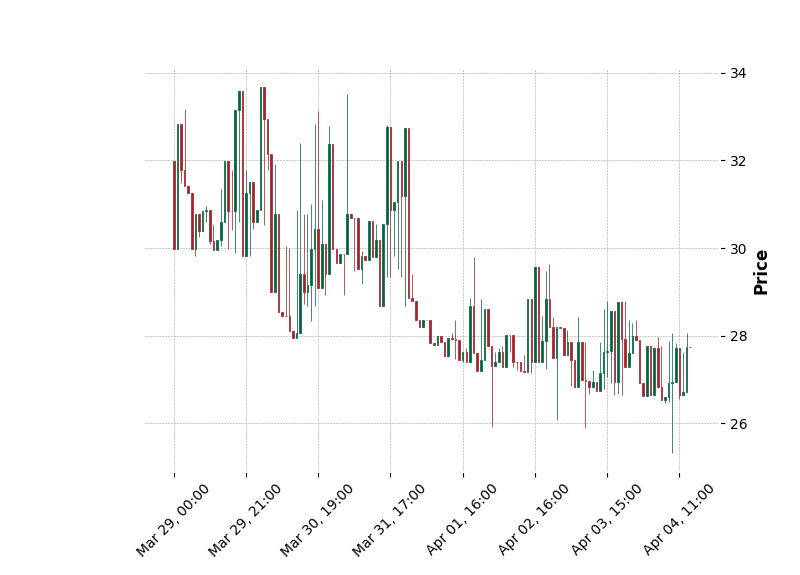 34
32
30
28
26
Price
Mar 29, 00:00
Mar 29, 21:00
Mar 30, 19:00
Mar 31, 17:00
Apr 01, 16:00
Apr 02, 16:00
Apr 03, 15:00
Apr 04, 11:00